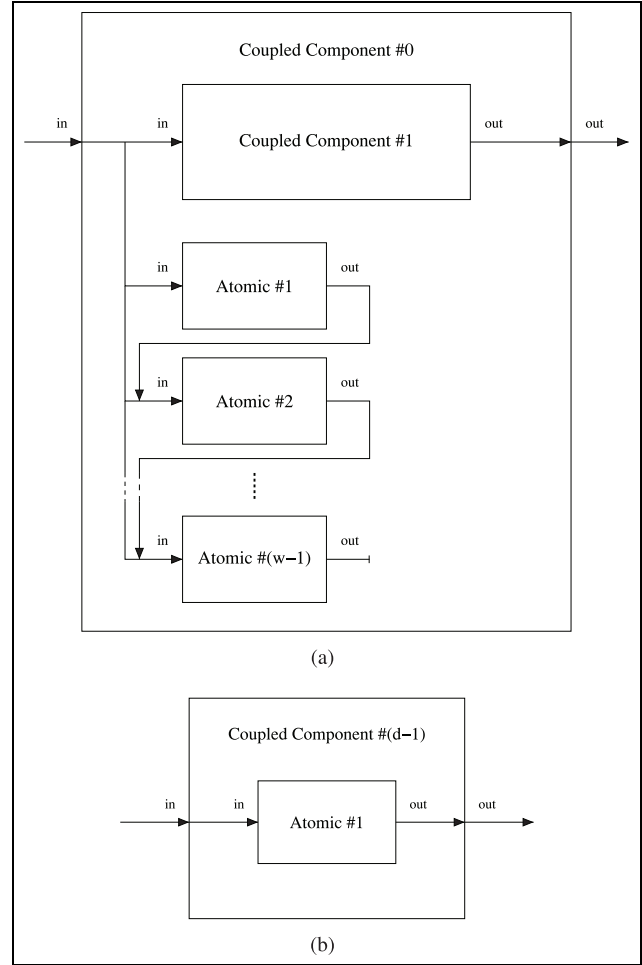 Coupled Component #0
in
in
Coupled Component #1
out
out
in
Atomic #1
out
in
Atomic #2
out
in
Atomic #(w−1)
out
(a)
Coupled Component #(d−1)
in
in
Atomic #1
out
out
(b)